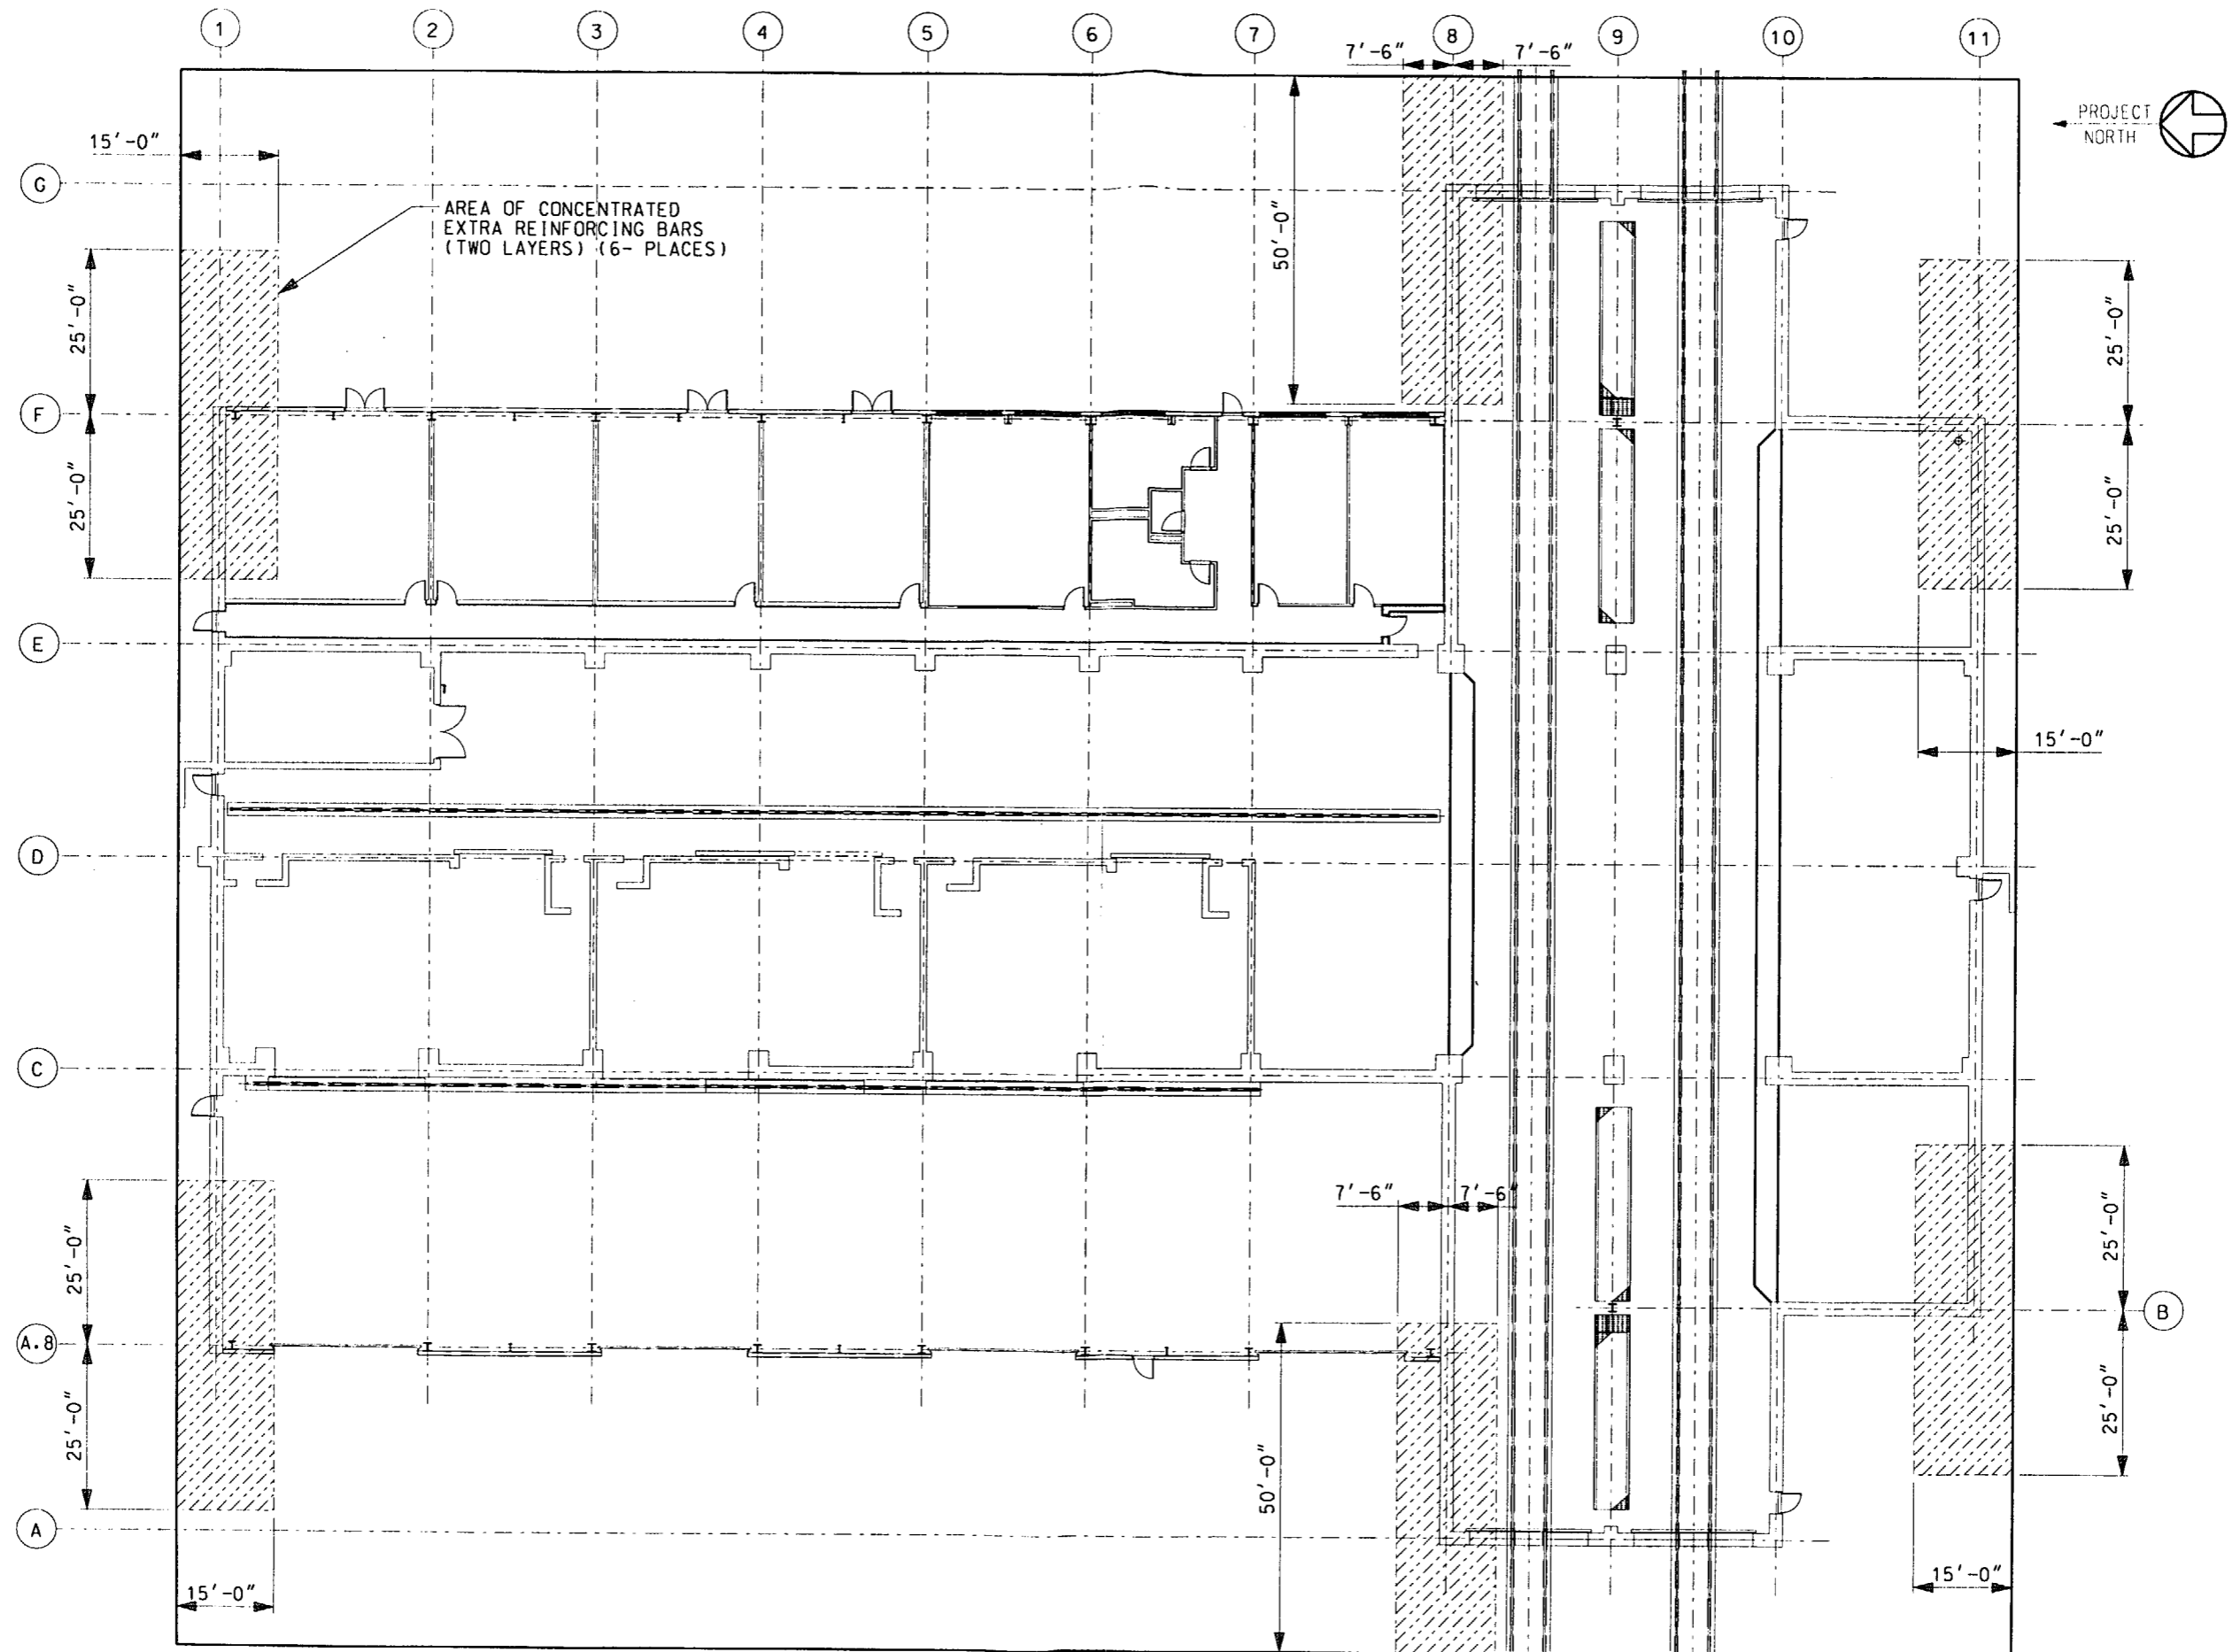 1 2 3 4 5 6 7 8 9 10 11
7'-6" 7'-6"
PROJECT
NORTH
15'-0"
G
AREA OF CONCENTRATED
EXTRA REINFORCING BARS
(TWO LAYERS) (6- PLACES)
50'-0"
25'-0"
25'-0"
F
25'-0"
25'-0"
E
15'-0"
D
C
7'-6" 7'-6"
25'-0"
25'-0"
A.8
B
25'-0"
25'-0"
50'-0"
A
15'-0"
15'-0"